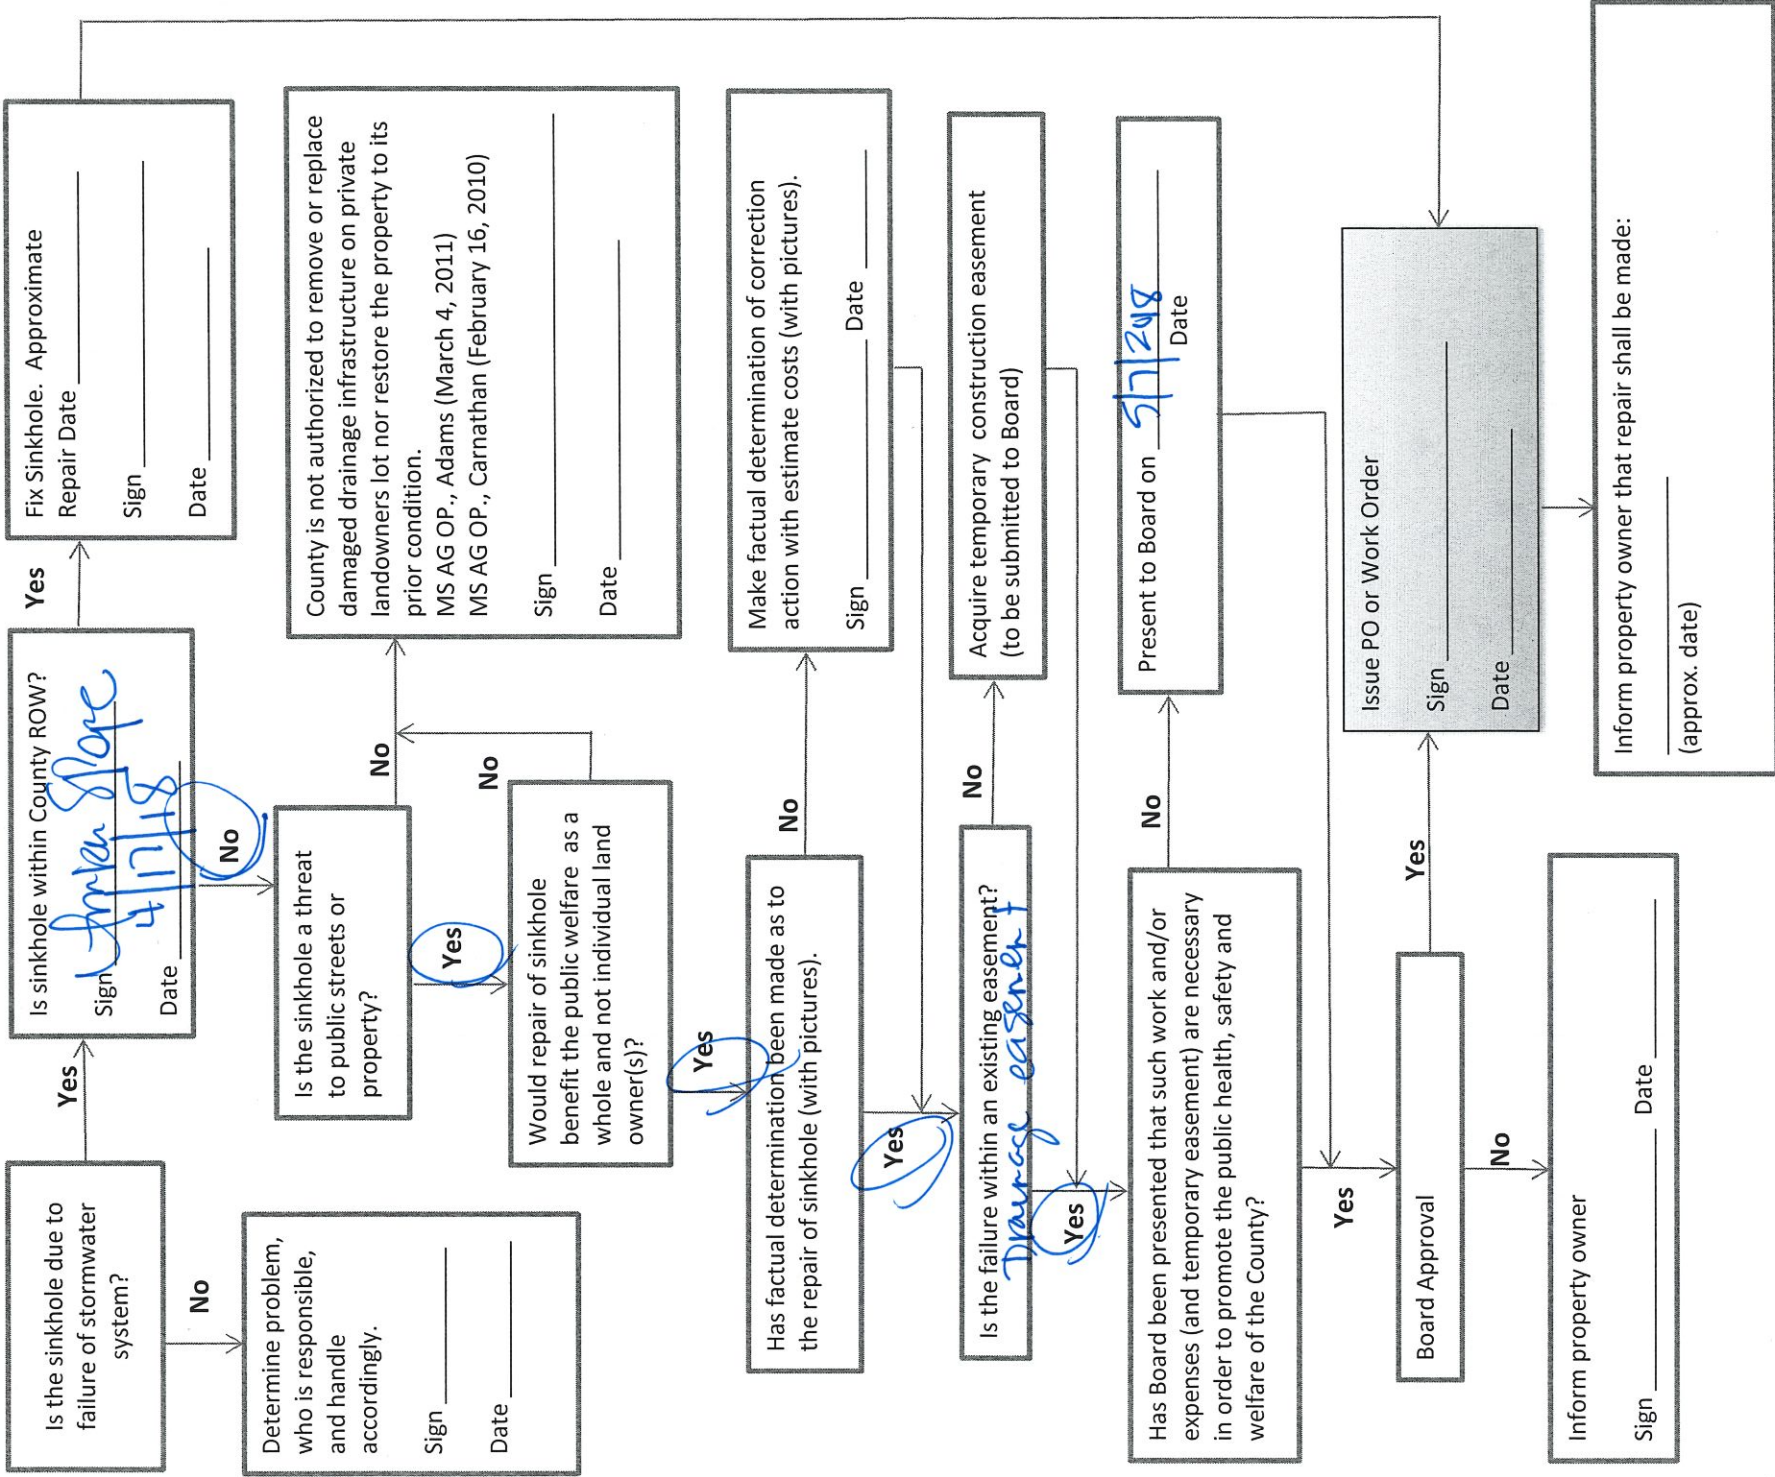 Is the sinkhole due to
failure of stormwater
system?
Yes
No
Determine problem,
who is responsible,
and handle
accordingly.
Sign
Date
Is sinkhole within County ROW?
Sign
Date 4/17/18
Yes
No
Fix Sinkhole. Approximate
Repair Date
Sign
Date
Is the sinkhole a threat
to public streets or
property?
No
Yes
County is not authorized to remove or replace
damaged drainage infrastructure on private
landowners lot nor restore the property to its
prior condition.
MS AG OP., Adams (March 4, 2011)
MS AG OP., Carnathan (February 16, 2010)
Sign
Date
Would repair of sinkhole
benefit the public welfare as a
whole and not individual land
owner(s)?
No
Yes
Has factual determination been made as to
the repair of sinkhole (with pictures).
No
Yes
Make factual determination of correction
action with estimate costs (with pictures).
Sign Date
Is the failure within an existing easement?
Drainage easement
No
Yes
Acquire temporary construction easement
(to be submitted to Board)
Has Board been presented that such work and/or
expenses (and temporary easement) are necessary
in order to promote the public health, safety and
welfare of the County?
No
Yes
Present to Board on 5/7/2018
Date
Board Approval
Yes
No
Issue PO or Work Order
Sign
Date
Inform property owner
Sign Date
Inform property owner that repair shall be made:
(approx. date)